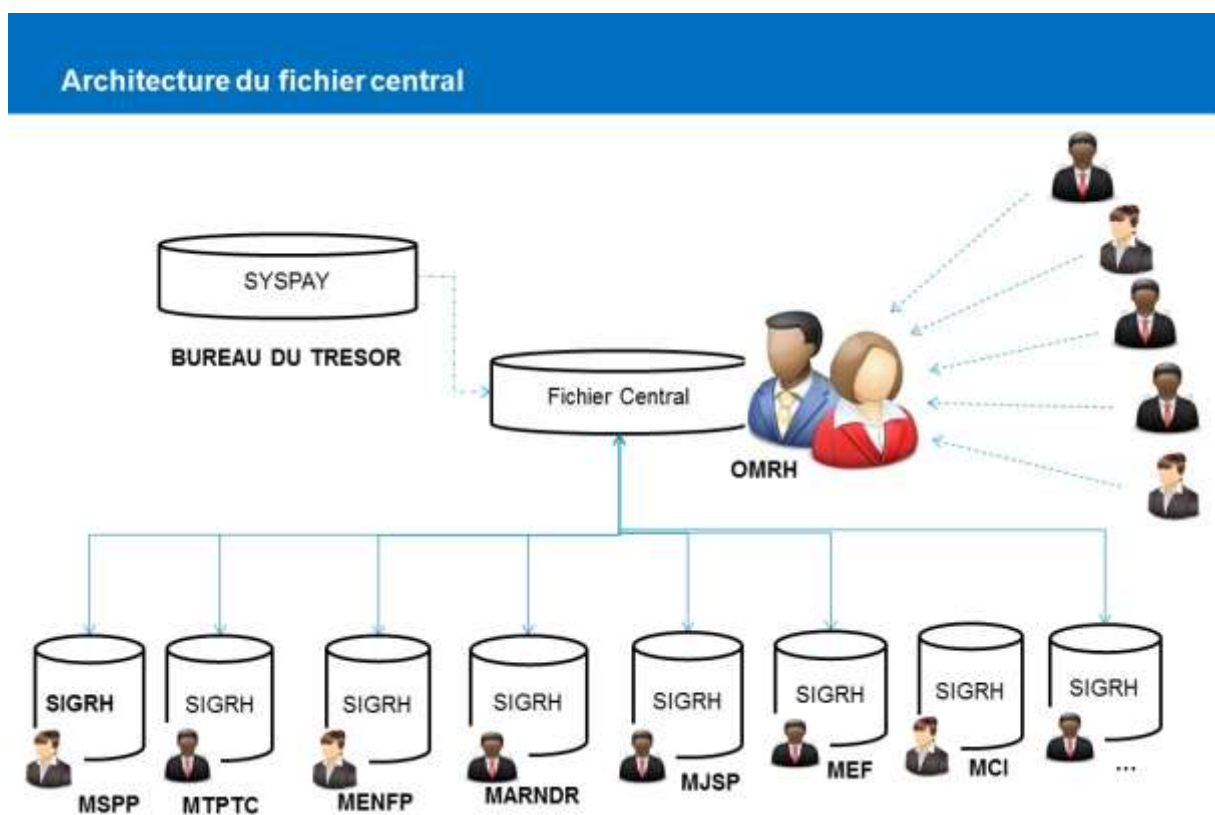 Architecture du fichier central
SYSPAY
BUREAU DU TRESOR
Fichier Central
OMRH
SIGRH
SIGRH
SIGRH
SIGRH
SIGRH
SIGRH
SIGRH
SIGRH
MSPP
MTPTC
MENFP
MARNDR
MJSP
MEF
MCI
...